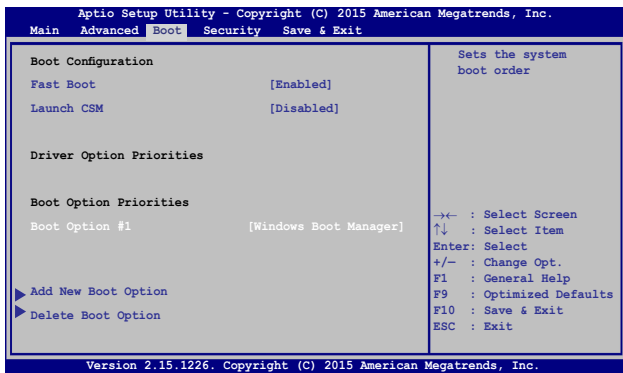 Aptio Setup Utility - Copyright (C) 2015 American Megatrends, Inc.
Main Advanced Boot Security Save & Exit
Boot Configuration
Fast Boot [Enabled]
Launch CSM [Disabled]
Driver Option Priorities
Boot Option Priorities
Boot Option #1 [Windows Boot Manager]
Add New Boot Option
Delete Boot Option
Sets the system
boot order
→← : Select Screen
↑↓ : Select Item
Enter: Select
+/— : Change Opt.
F1 : General Help
F9 : Optimized Defaults
F10 : Save & Exit
ESC : Exit
Version 2.15.1226. Copyright (C) 2015 American Megatrends, Inc.